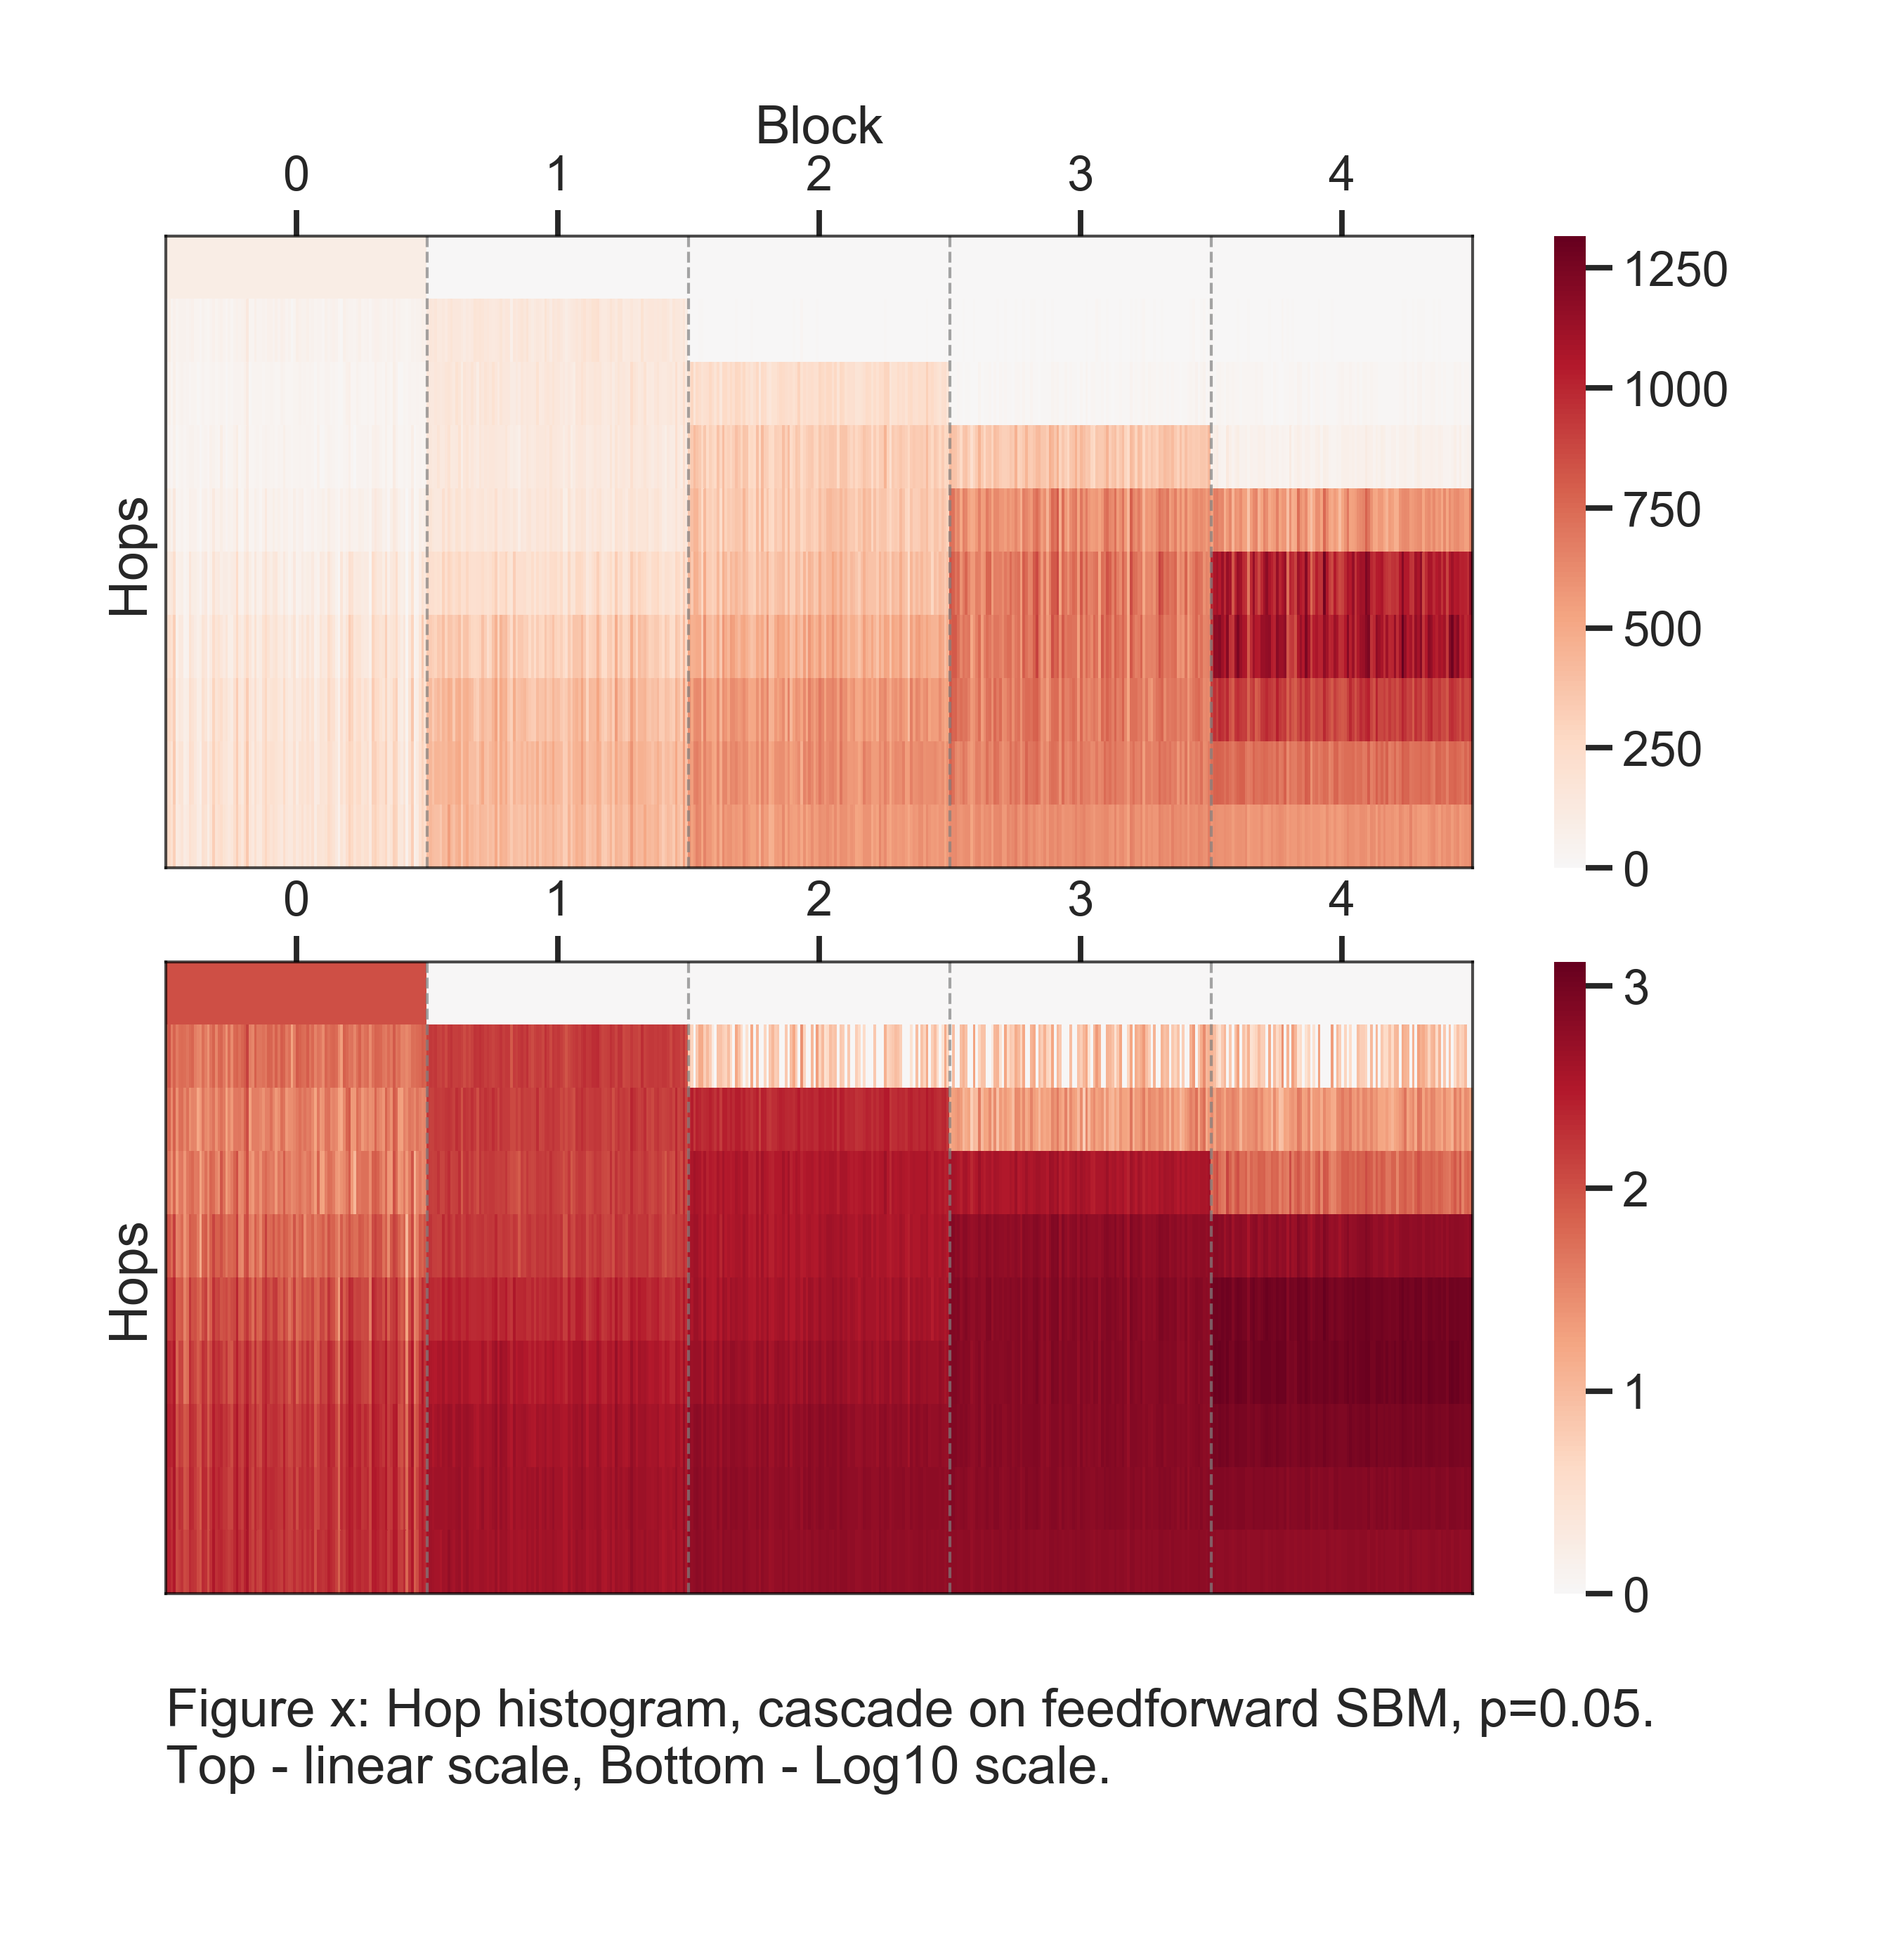 Block
0 1 2 3 4
Hops
1250
1000
750
500
250
0
0 1 2 3 4
Hops
3
2
1
0
Figure x: Hop histogram, cascade on feedforward SBM, p=0.05.
Top - linear scale, Bottom - Log10 scale.